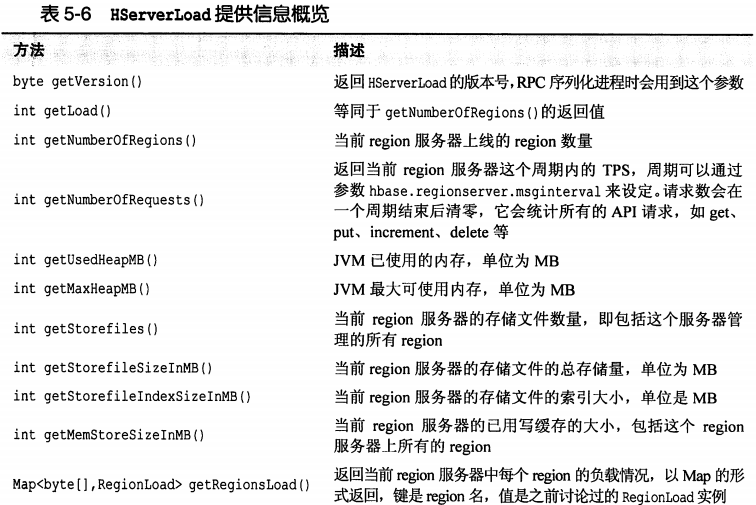 表 5-6 HServerLoad 提供信息概览
方法 描述
byte getVersion() 返回 HServerLoad 的版本号，RPC 序列化进程时会用到这个参数
int getLoad() 等同于 getNumberOfRegions()的返回值
int getNumberOfRegions() 当前 region 服务器上线的 region 数量
int getNumberOfRequests() 返回当前 region 服务器这个周期内的 TPS，周期可以通过
参数 hbase.regionserver.msginterval 来设定。请求数会在
一个周期结束后清零，它会统计所有的 API 请求，如 get、
put、increment、delete 等
int getUsedHeapMB() JVM 已使用的内存，单位为 MB
int getMaxHeapMB() JVM 最大可使用内存，单位为 MB
int getStorefiles() 当前 region 服务器的存储文件数量，即包括这个服务器管
理的所有 region
int getStorefileSizeInMB() 当前 region 服务器的存储文件的总存储量，单位为 MB
int getStorefileIndexSizeInMB() 当前 region 服务器的存储文件的索引大小，单位是 MB
int getMemStoreSizeInMB() 当前 region 服务器的已用写缓存的大小，包括这个 region
服务器上所有的 region
Map<byte[],RegionLoad> getRegionsLoad() 返回当前 region 服务器中每个 region 的负载情况，以 Map 的形
式返回，键是 region 名，值是之前讨论过的 RegionLoad 实例